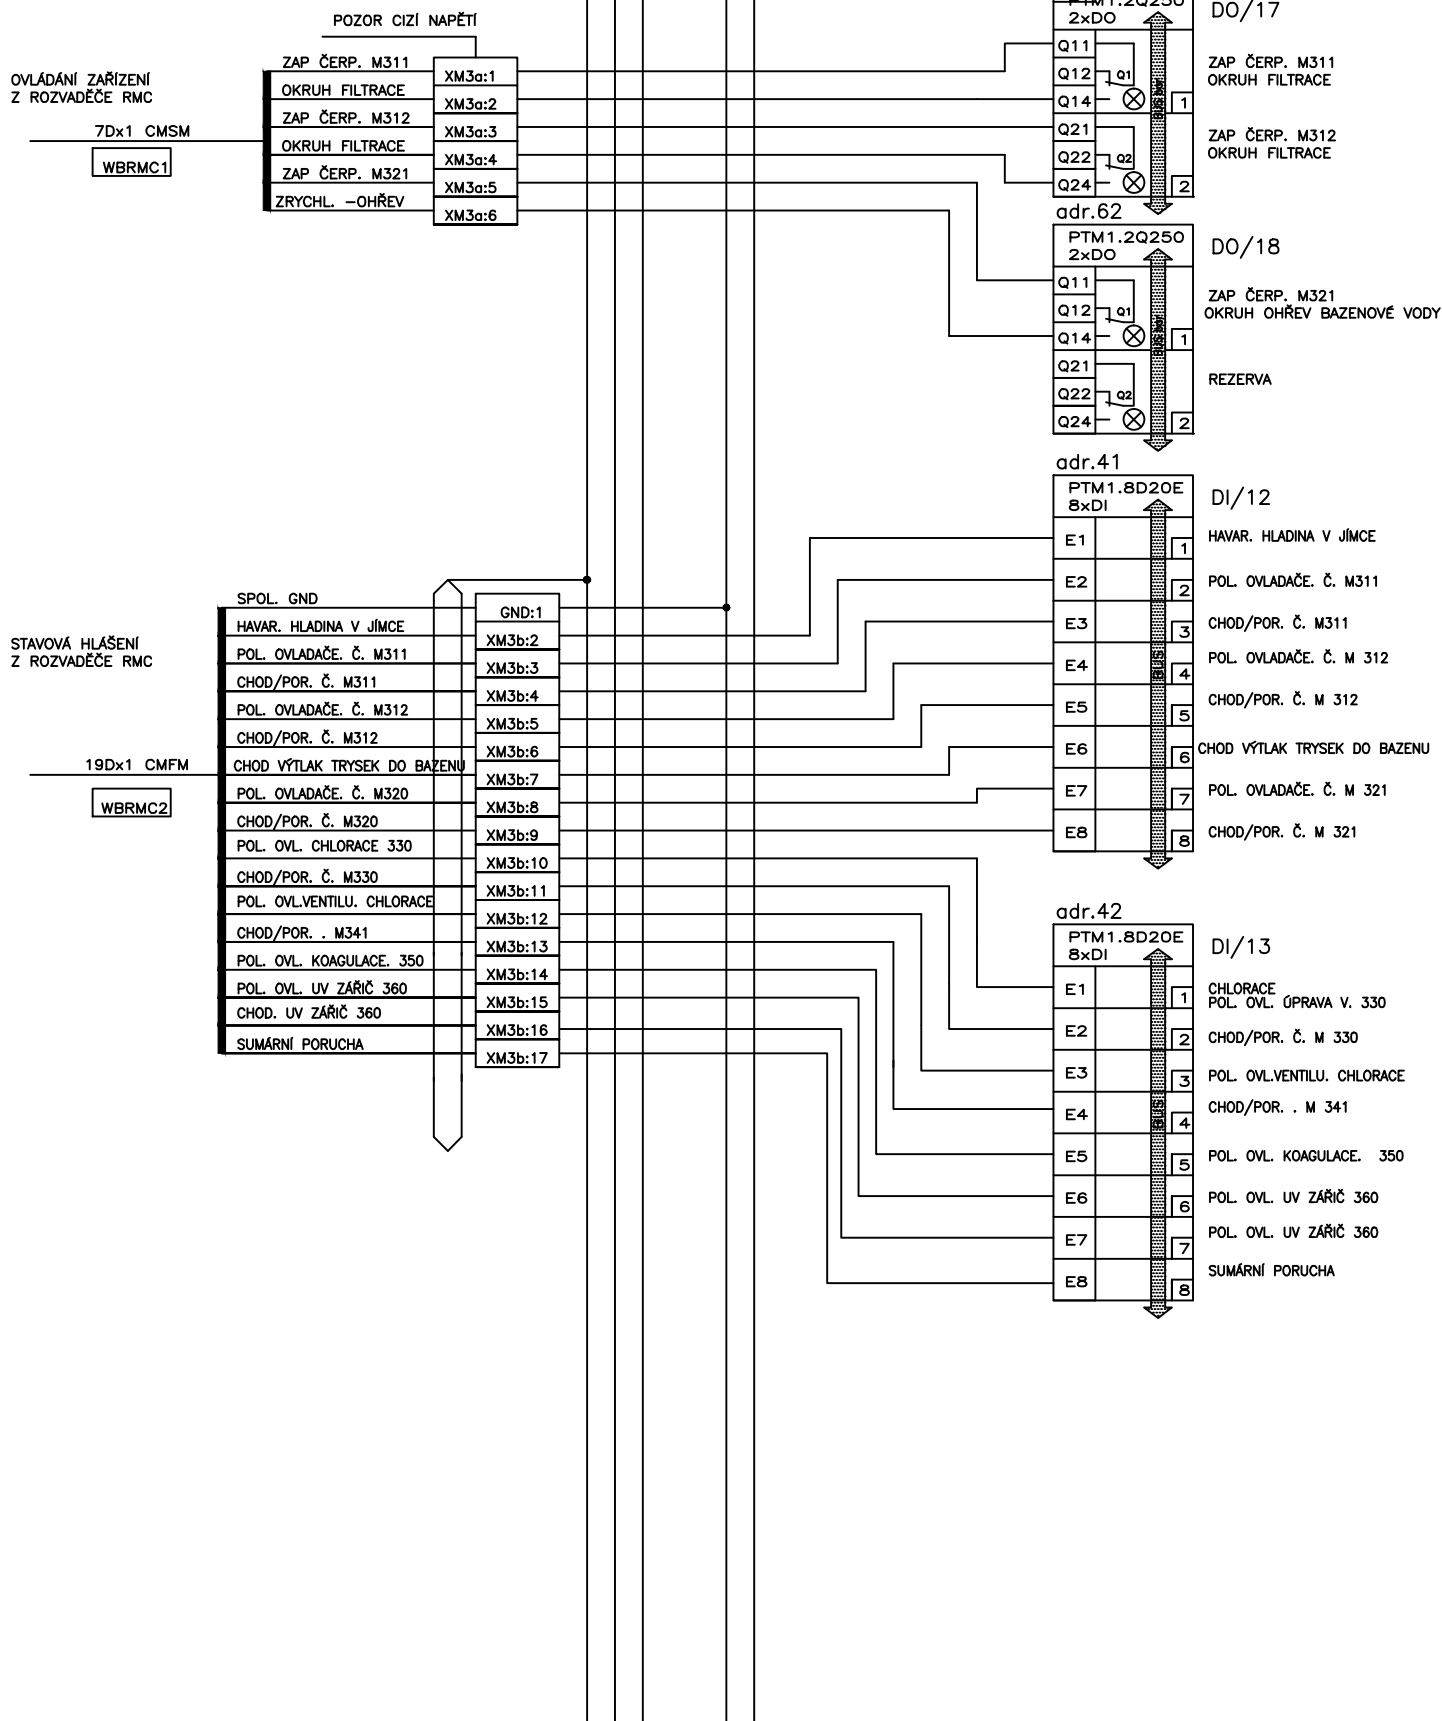 POZOR CIZÍ NAPĚTÍ
OVLÁDÁNÍ ZAŘÍZENÍ
Z ROZVADĚČE RMC
7Dx1 CMSM
WBRMC1
ZAP ČERP. M311
OKRUH FILTRACE
ZAP ČERP. M312
OKRUH FILTRACE
ZAP ČERP. M321
ZRYCHL. –OHŘEV
XM3a:1
XM3a:2
XM3a:3
XM3a:4
XM3a:5
XM3a:6
PTM1.2Q250
2xDO
DO/17
Q11
Q12
Q1
Q14
1
Q21
Q22
Q2
Q24
2
ZAP ČERP. M311
OKRUH FILTRACE
ZAP ČERP. M312
OKRUH FILTRACE
adr.62
PTM1.2Q250
2xDO
DO/18
Q11
Q12
Q1
Q14
1
Q21
Q22
Q2
Q24
2
ZAP ČERP. M321
OKRUH OHŘEV BAZENOVÉ VODY
REZERVA
adr.41
PTM1.8D20E
8xDI
DI/12
E1
1
HAVAR. HLADINA V JÍMCE
E2
2
POL. OVLADAČE. Č. M311
E3
3
CHOD/POR. Č. M311
E4
BUS
4
POL. OVLADAČE. Č. M 312
E5
5
CHOD/POR. Č. M 312
E6
6
CHOD VÝTLAK TRYSEK DO BAZENU
E7
7
POL. OVLADAČE. Č. M 321
E8
8
CHOD/POR. Č. M 321
STAVOVÁ HLÁŠENÍ
Z ROZVADĚČE RMC
19Dx1 CMFM
WBRMC2
SPOL. GND
GND:1
HAVAR. HLADINA V JÍMCE
XM3b:2
POL. OVLADAČE. Č. M311
XM3b:3
CHOD/POR. Č. M311
XM3b:4
POL. OVLADAČE. Č. M312
XM3b:5
CHOD/POR. Č. M312
XM3b:6
CHOD VÝTLAK TRYSEK DO BAZENU
XM3b:7
POL. OVLADAČE. Č. M320
XM3b:8
CHOD/POR. Č. M320
XM3b:9
POL. OVL. CHLORACE 330
XM3b:10
CHOD/POR. Č. M330
XM3b:11
POL. OVL.VENTILU. CHLORACE
XM3b:12
CHOD/POR. . M341
XM3b:13
POL. OVL. KOAGULACE. 350
XM3b:14
POL. OVL. UV ZÁŘIČ 360
XM3b:15
CHOD. UV ZÁŘIČ 360
XM3b:16
SUMÁRNÍ PORUCHA
XM3b:17
adr.42
PTM1.8D20E
8xDI
DI/13
E1
1
CHLORACE
POL. OVL. ÚPRAVA V. 330
E2
2
CHOD/POR. Č. M 330
E3
3
POL. OVL.VENTILU. CHLORACE
E4
BUS
4
CHOD/POR. . M 341
E5
5
POL. OVL. KOAGULACE. 350
E6
6
POL. OVL. UV ZÁŘIČ 360
E7
7
POL. OVL. UV ZÁŘIČ 360
E8
8
SUMÁRNÍ PORUCHA